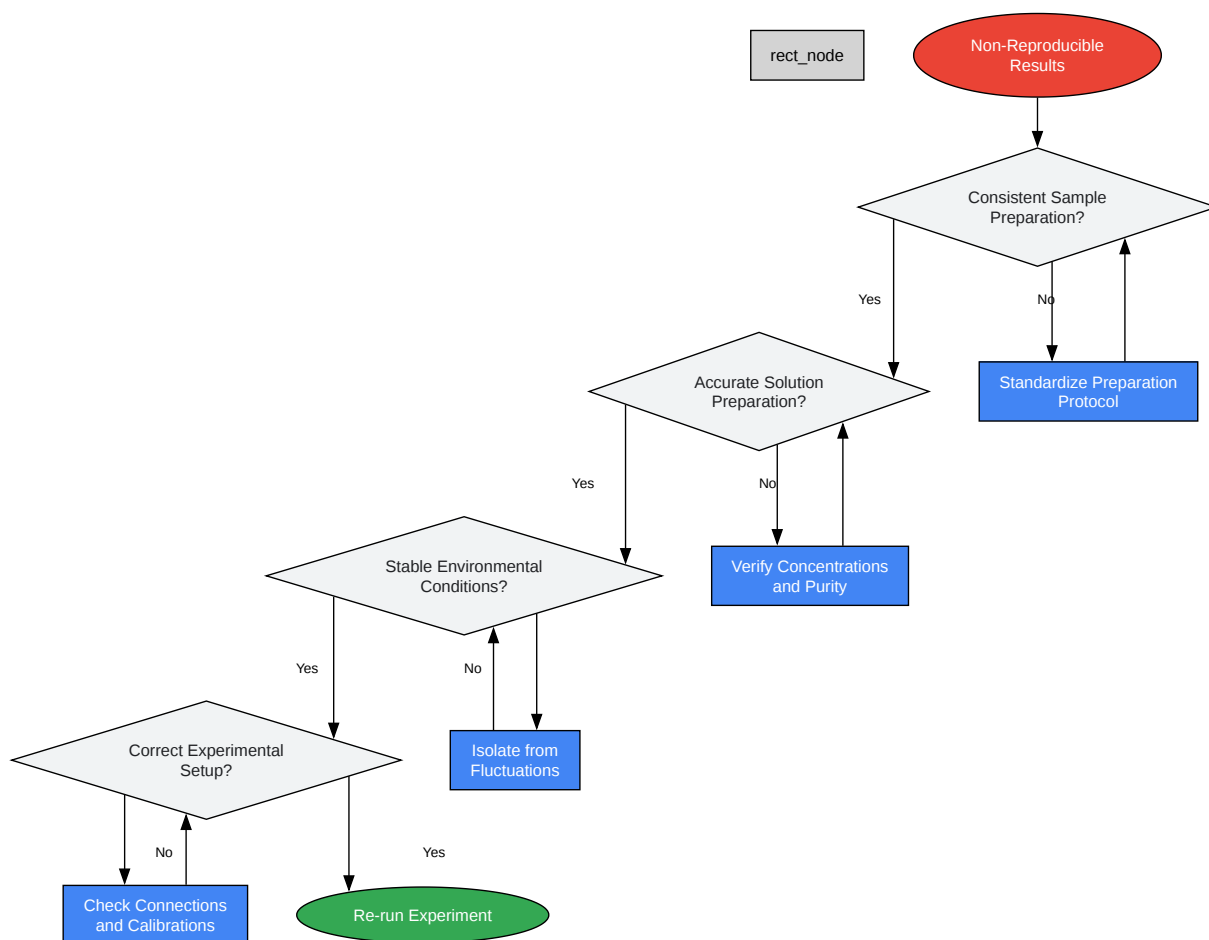 rect_node
Non-Reproducible
Results
Consistent Sample
Preparation?
Yes
No
Standardize Preparation
Protocol
Accurate Solution
Preparation?
Yes
No
Verify Concentrations
and Purity
Stable Environmental
Conditions?
Yes
No
Isolate from
Fluctuations
Correct Experimental
Setup?
No
Yes
Check Connections
and Calibrations
Re-run Experiment